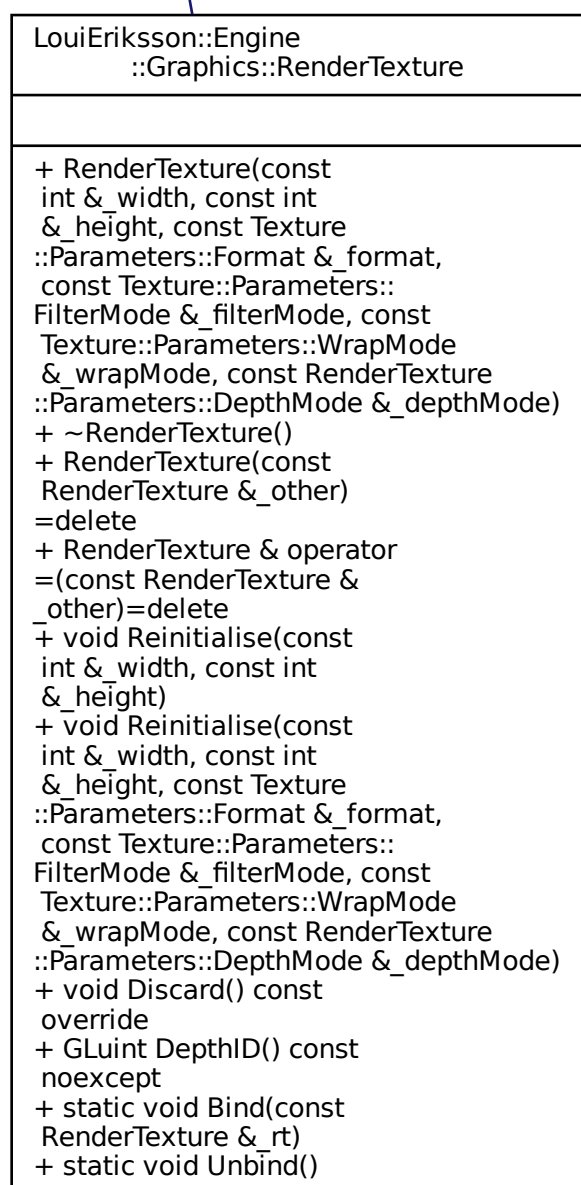 LouiEriksson::Engine
::Graphics::RenderTexture
+ RenderTexture(const
int &_width, const int
&_height, const Texture
::Parameters::Format &_format,
const Texture::Parameters::
FilterMode &_filterMode, const
Texture::Parameters::WrapMode
&_wrapMode, const RenderTexture
::Parameters::DepthMode &_depthMode)
+ ~RenderTexture()
+ RenderTexture(const
RenderTexture &_other)
=delete
+ RenderTexture & operator
=(const RenderTexture &
_other)=delete
+ void Reinitialise(const
int &_width, const int
&_height)
+ void Reinitialise(const
int &_width, const int
&_height, const Texture
::Parameters::Format &_format,
const Texture::Parameters::
FilterMode &_filterMode, const
Texture::Parameters::WrapMode
&_wrapMode, const RenderTexture
::Parameters::DepthMode &_depthMode)
+ void Discard() const
override
+ GLuint DepthID() const
noexcept
+ static void Bind(const
RenderTexture &_rt)
+ static void Unbind()